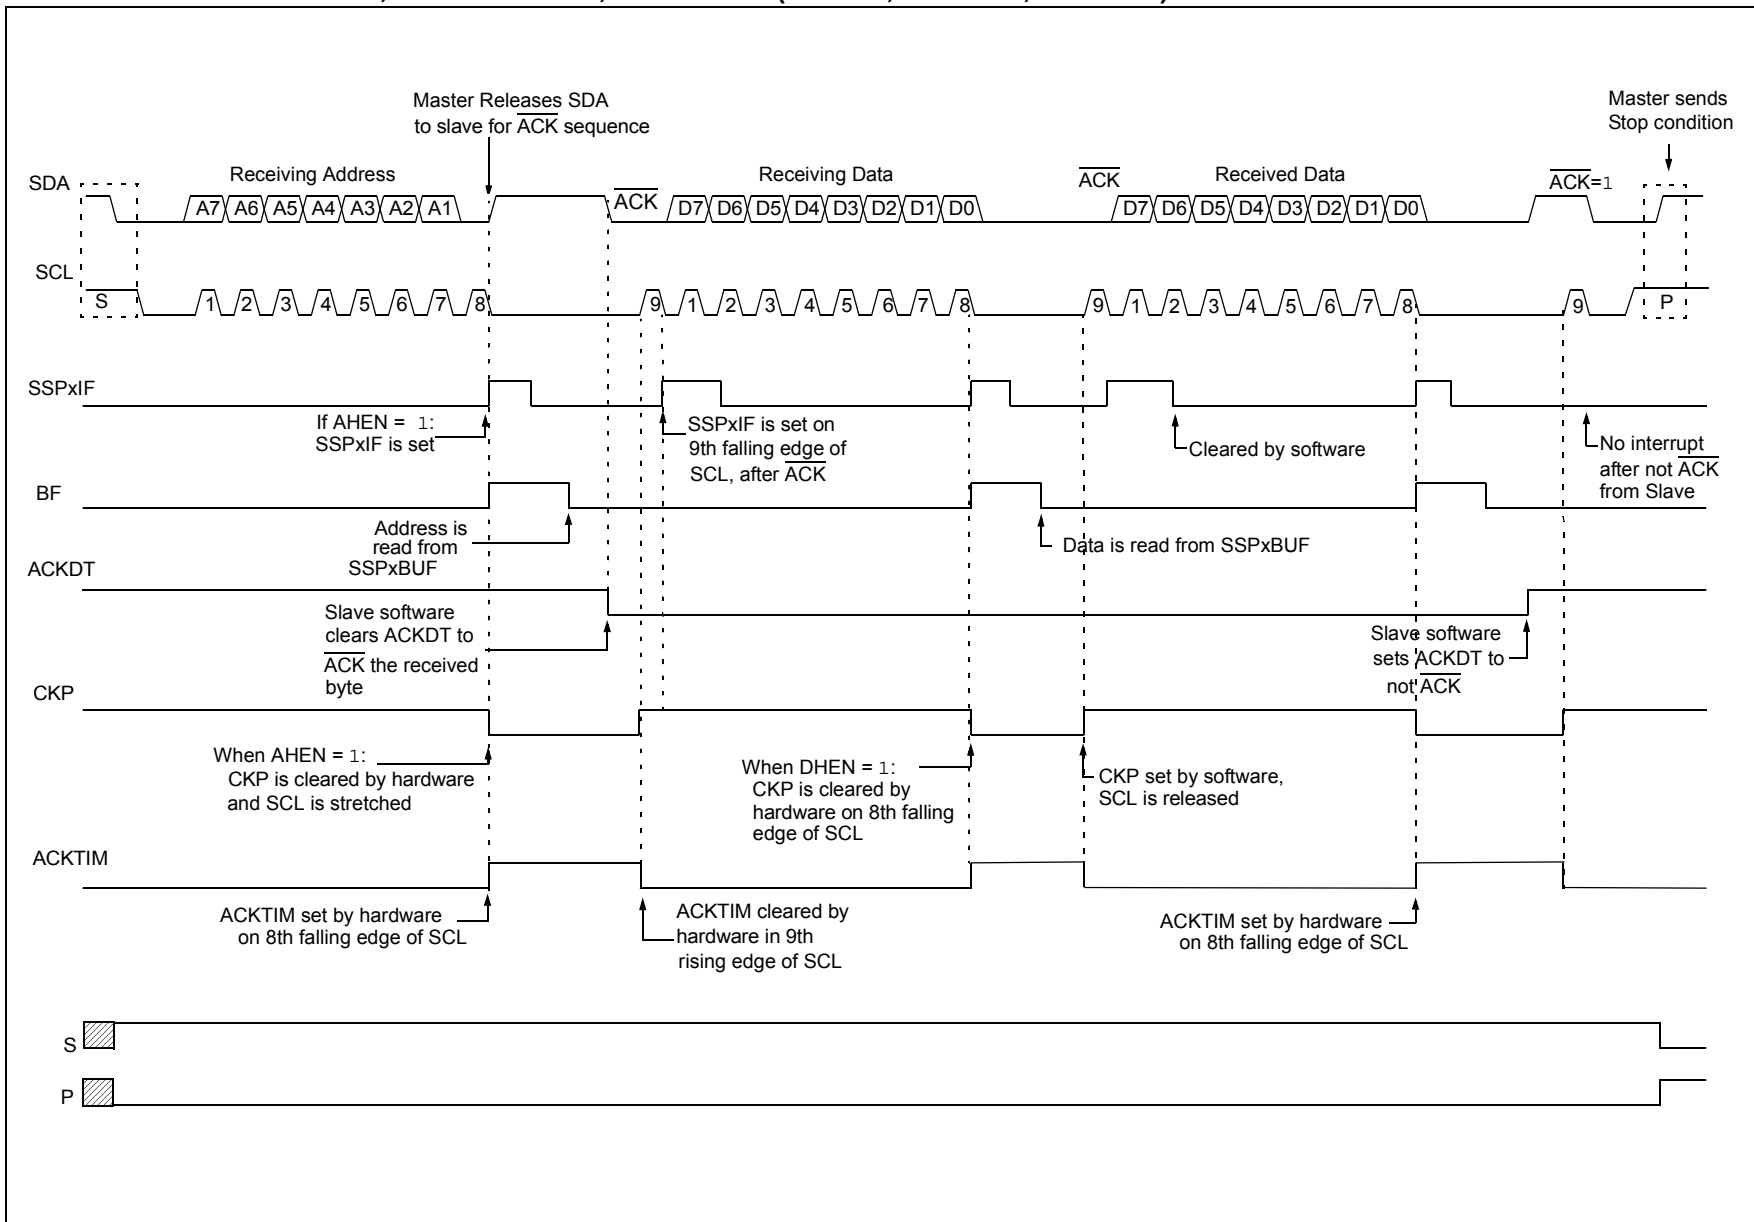 Master Releases SDA
to slave for ACK sequence
Master sends
Stop condition
SDA
Receiving Address
ACK
Receiving Data
ACK
Received Data
ACK=1
A7 A6 A5 A4 A3 A2 A1
D7 D6 D5 D4 D3 D2 D1 D0
D7 D6 D5 D4 D3 D2 D1 D0
SCL
S
1 2 3 4 5 6 7 8
9 1 2 3 4 5 6 7 8
9 1 2 3 4 5 6 7 8
9
P
SSPxIF
If AHEN = 1:
SSPxIF is set
SSPxIF is set on
9th falling edge of
SCL, after ACK
Cleared by software
No interrupt
after not ACK
from Slave
BF
Address is
read from
SSPxBUF
Data is read from SSPxBUF
ACKDT
Slave software
clears ACKDT to
ACK the received
byte
Slave software
sets ACKDT to
not ACK
CKP
When AHEN = 1:
CKP is cleared by hardware
and SCL is stretched
When DHEN = 1:
CKP is cleared by
hardware on 8th falling
edge of SCL
CKP set by software,
SCL is released
ACKTIM
ACKTIM set by hardware
on 8th falling edge of SCL
ACKTIM cleared by
hardware in 9th
rising edge of SCL
ACKTIM set by hardware
on 8th falling edge of SCL
S
P